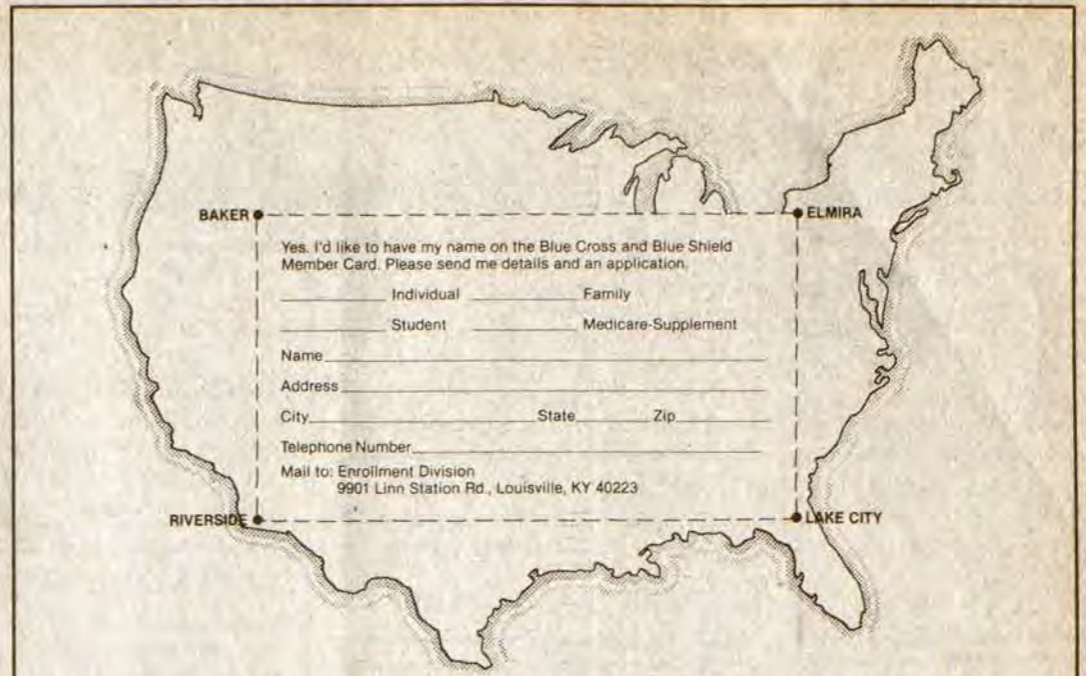 BAKER ELMIRA
Yes. I'd like to have my name on the Blue Cross and Blue Shield
Member Card. Please send me details and an application.
Individual Family
Student Medicare-Supplement
Name
Address
City State Zip
Telephone Number
Mail to: Enrollment Division
9901 Linn Station Rd., Louisville, KY 40223
RIVERSIDE LAKE CITY